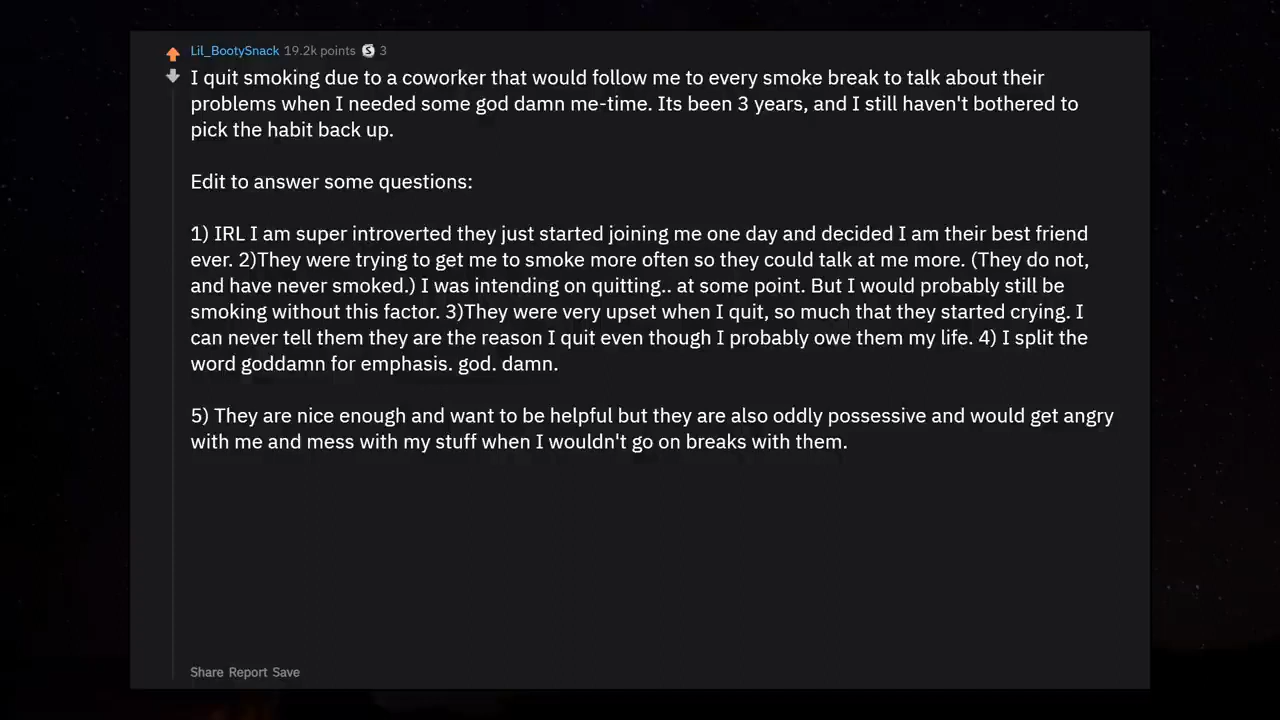 Lil_BootySnack 19.2k points S 3
I quit smoking due to a coworker that would follow me to every smoke break to talk about their
problems when I needed some god damn me-time. Its been 3 years, and I still haven't bothered to
pick the habit back up.
Edit to answer some questions:
1) IRL I am super introverted they just started joining me one day and decided I am their best friend
ever. 2)They were trying to get me to smoke more often so they could talk at me more. (They do not,
and have never smoked.) I was intending on quitting.. at some point. But I would probably still be
smoking without this factor. 3)They were very upset when I quit, so much that they started crying. I
can never tell them they are the reason I quit even though I probably owe them my life. 4) I split the
word goddamn for emphasis. god. damn.
5) They are nice enough and want to be helpful but they are also oddly possessive and would get angry
with me and mess with my stuff when I wouldn't go on breaks with them.
Share Report Save